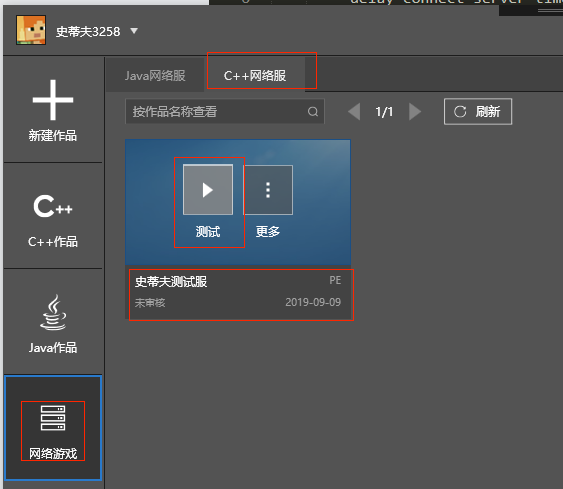 delay connect server time
史蒂夫3258
Java网络服
C++网络服
按作品名称查看
1/1
刷新
新建作品
C++
C++作品
Java作品
网络游戏
测试
更多
史蒂夫测试服
PE
未审核
2019-09-09